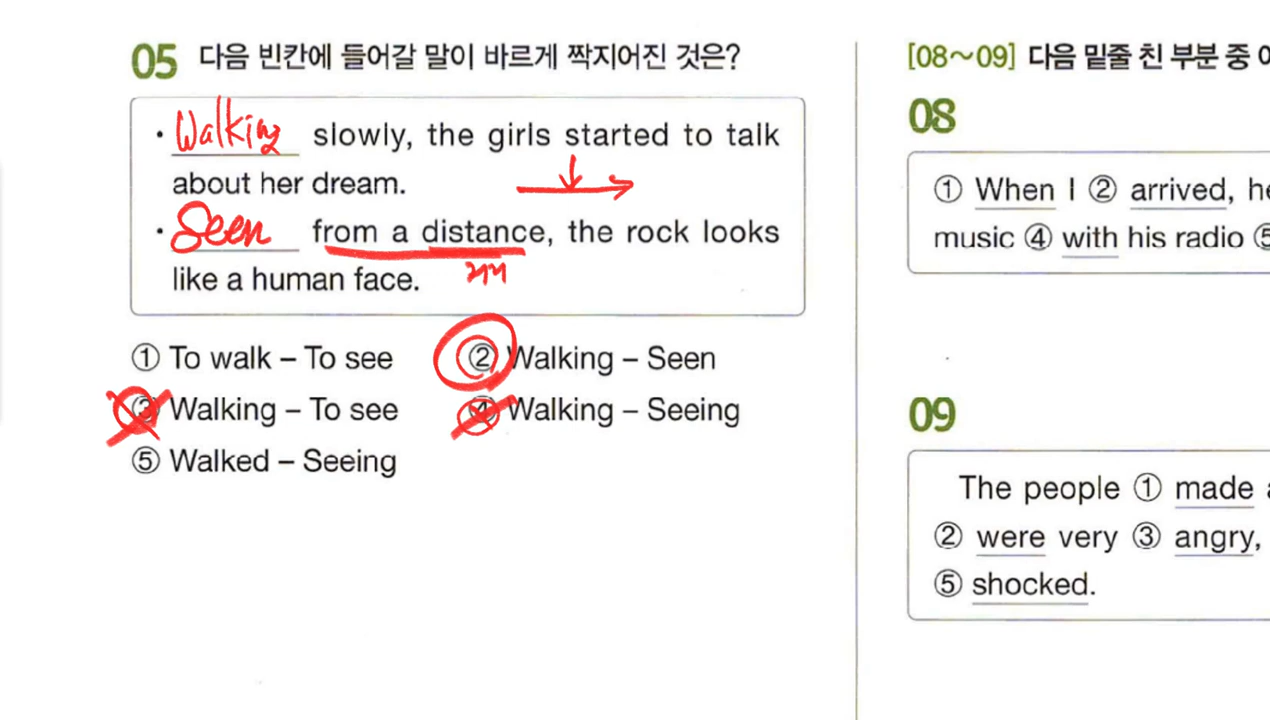 05 다음 빈칸에 들어갈 말이 바르게 짝지어진 것은?
• Walking slowly, the girls started to talk
about her dream.
• Seen from a distance, the rock looks
like a human face.
① To walk – To see ② Walking – Seen
③ Walking – To see ④ Walking – Seeing
⑤ Walked – Seeing
[08~09] 다음 밑줄 친 부분 중
08
① When I ② arrived,
music ④ with his radio ⑤
09
The people ① made
② were very ③ angry,
⑤ shocked.